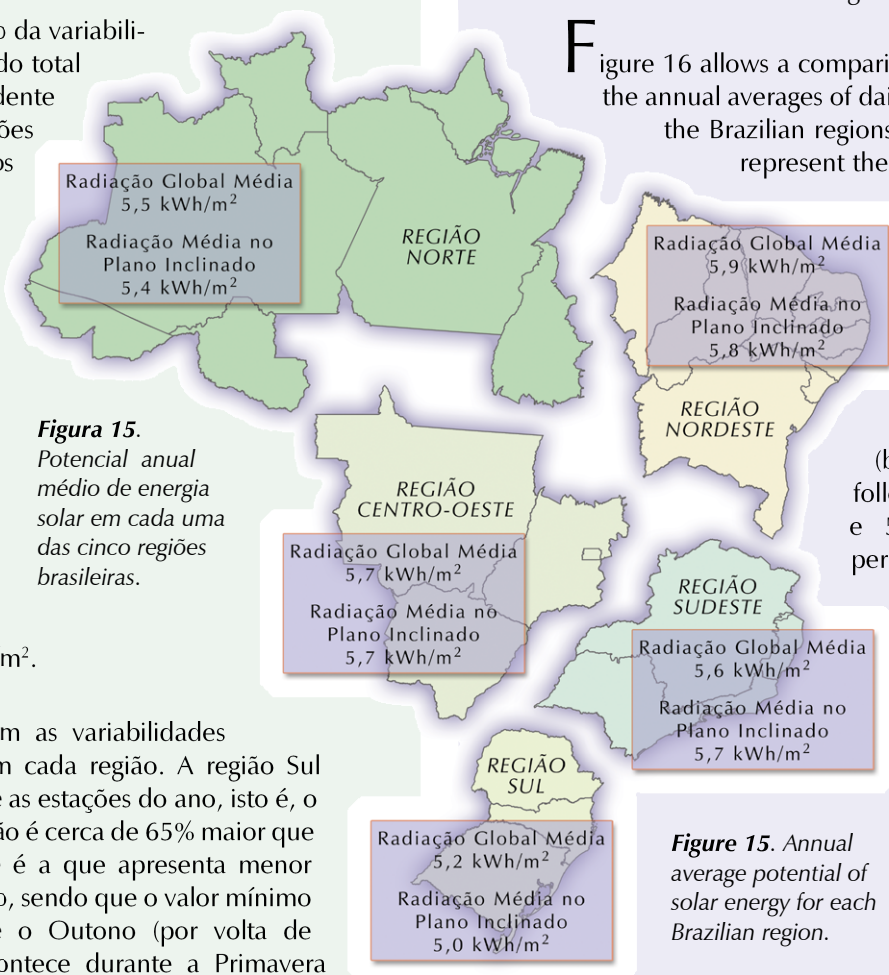 da variabili-
do total
dente
ões
os
Figure 16 allows a compari
the annual averages of dai
the Brazilian regions
represent the
Radiação Global Média
5,5 kWh/m²
Radiação Média no
Plano Inclinado
5,4 kWh/m²
REGIÃO
NORTE
Radiação Global Média
5,9 kWh/m²
Radiação Média no
Plano Inclinado
5,8 kWh/m²
REGIÃO
NORDESTE
Figura 15.
Potencial anual
médio de energia
solar em cada uma
das cinco regiões
brasileiras.
REGIÃO
CENTRO-OESTE
Radiação Global Média
5,7 kWh/m²
Radiação Média no
Plano Inclinado
5,7 kWh/m²
(b
foll
e 5
per
REGIÃO
SUDESTE
Radiação Global Média
5,6 kWh/m²
Radiação Média no
Plano Inclinado
5,7 kWh/m²
m².
m as variabilidades
m cada região. A região Sul
e as estações do ano, isto é, o
ão é cerca de 65% maior que
é a que apresenta menor
o, sendo que o valor mínimo
e o Outono (por volta de
ontece durante a Primavera
REGIÃO
SUL
Radiação Global Média
5,2 kWh/m²
Radiação Média no
Plano Inclinado
5,0 kWh/m²
Figure 15. Annual
average potential of
solar energy for each
Brazilian region.